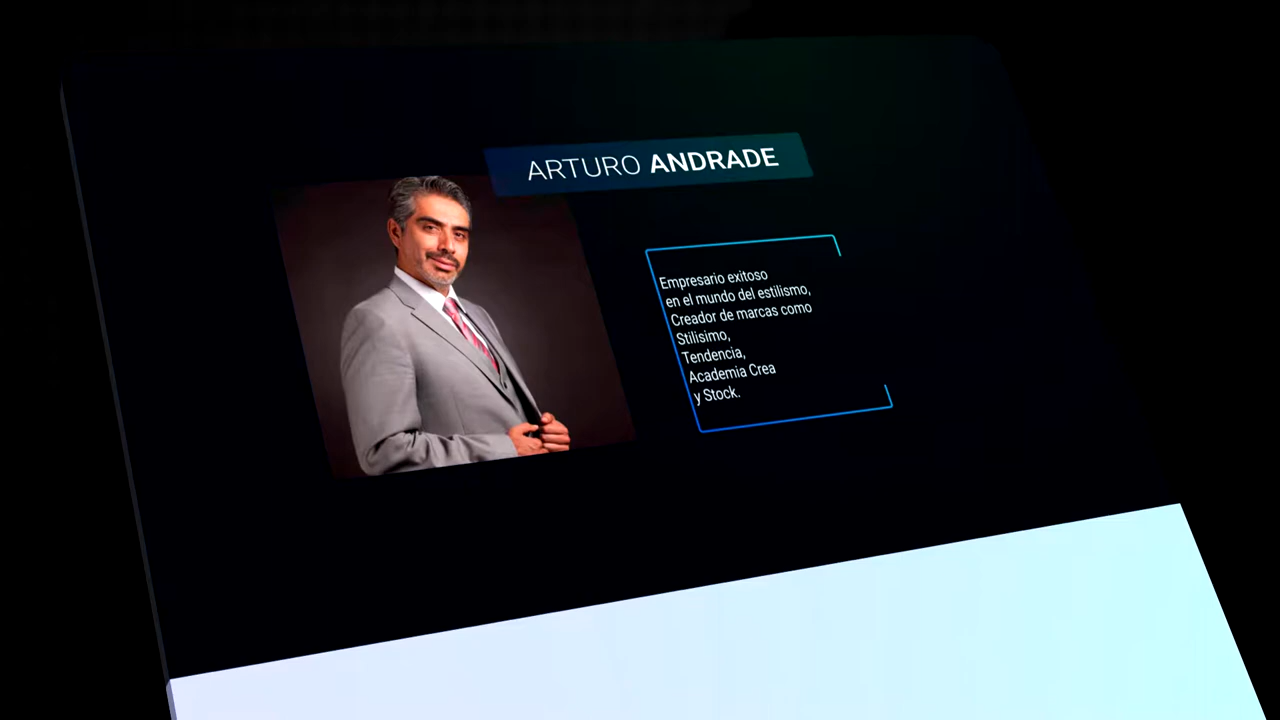 ARTURO ANDRADE
Empresario exitoso
en el mundo del estilismo,
Creador de marcas como
Stilisimo,
Tendencia,
Academia Crea
y Stock.